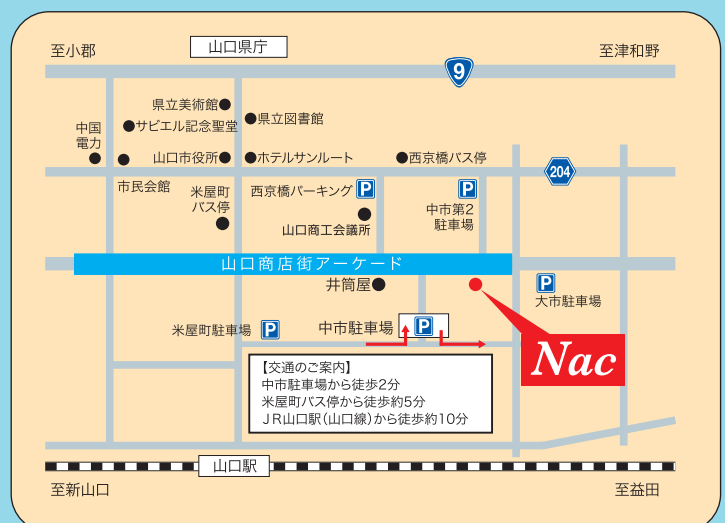 至小郡
山口県庁
至津和野
9
県立美術館
県立図書館
中国
電力
サビエル記念聖堂
山口市役所
ホテルサンルート
西京橋バス停
204
市民会館
米屋町
バス停
西京橋パーキング
P
P
中市第2
駐車場
山口商工会議所
山口商店街アーケード
井筒屋
P
大市駐車場
米屋町駐車場
P
中市駐車場
P
Nac
【交通のご案内】
中市駐車場から徒歩2分
米屋町バス停から徒歩約5分
JR山口駅(山口線)から徒歩約10分
山口駅
至新山口
至益田